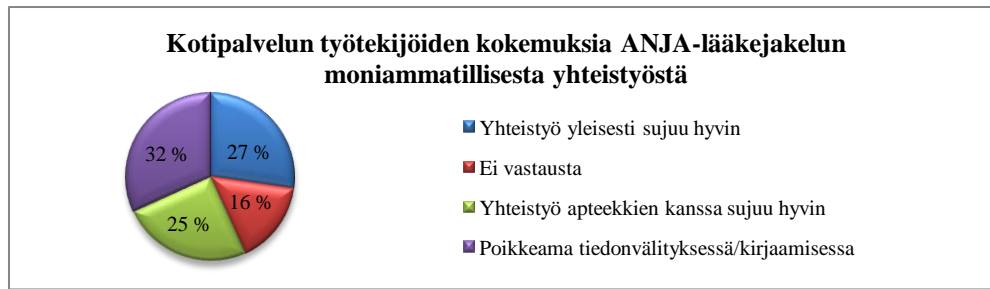 Kotipalvelun työtekijöiden kokemuksia ANJA-lääkejakelun
moniammatillisesta yhteistyöstä
32 %
27 %
25 %
16 %
Yhteistyö yleisesti sujuu hyvin
Ei vastausta
Yhteistyö apteekkien kanssa sujuu hyvin
Poikkeama tiedonvälityksessä/kirjaamisessa